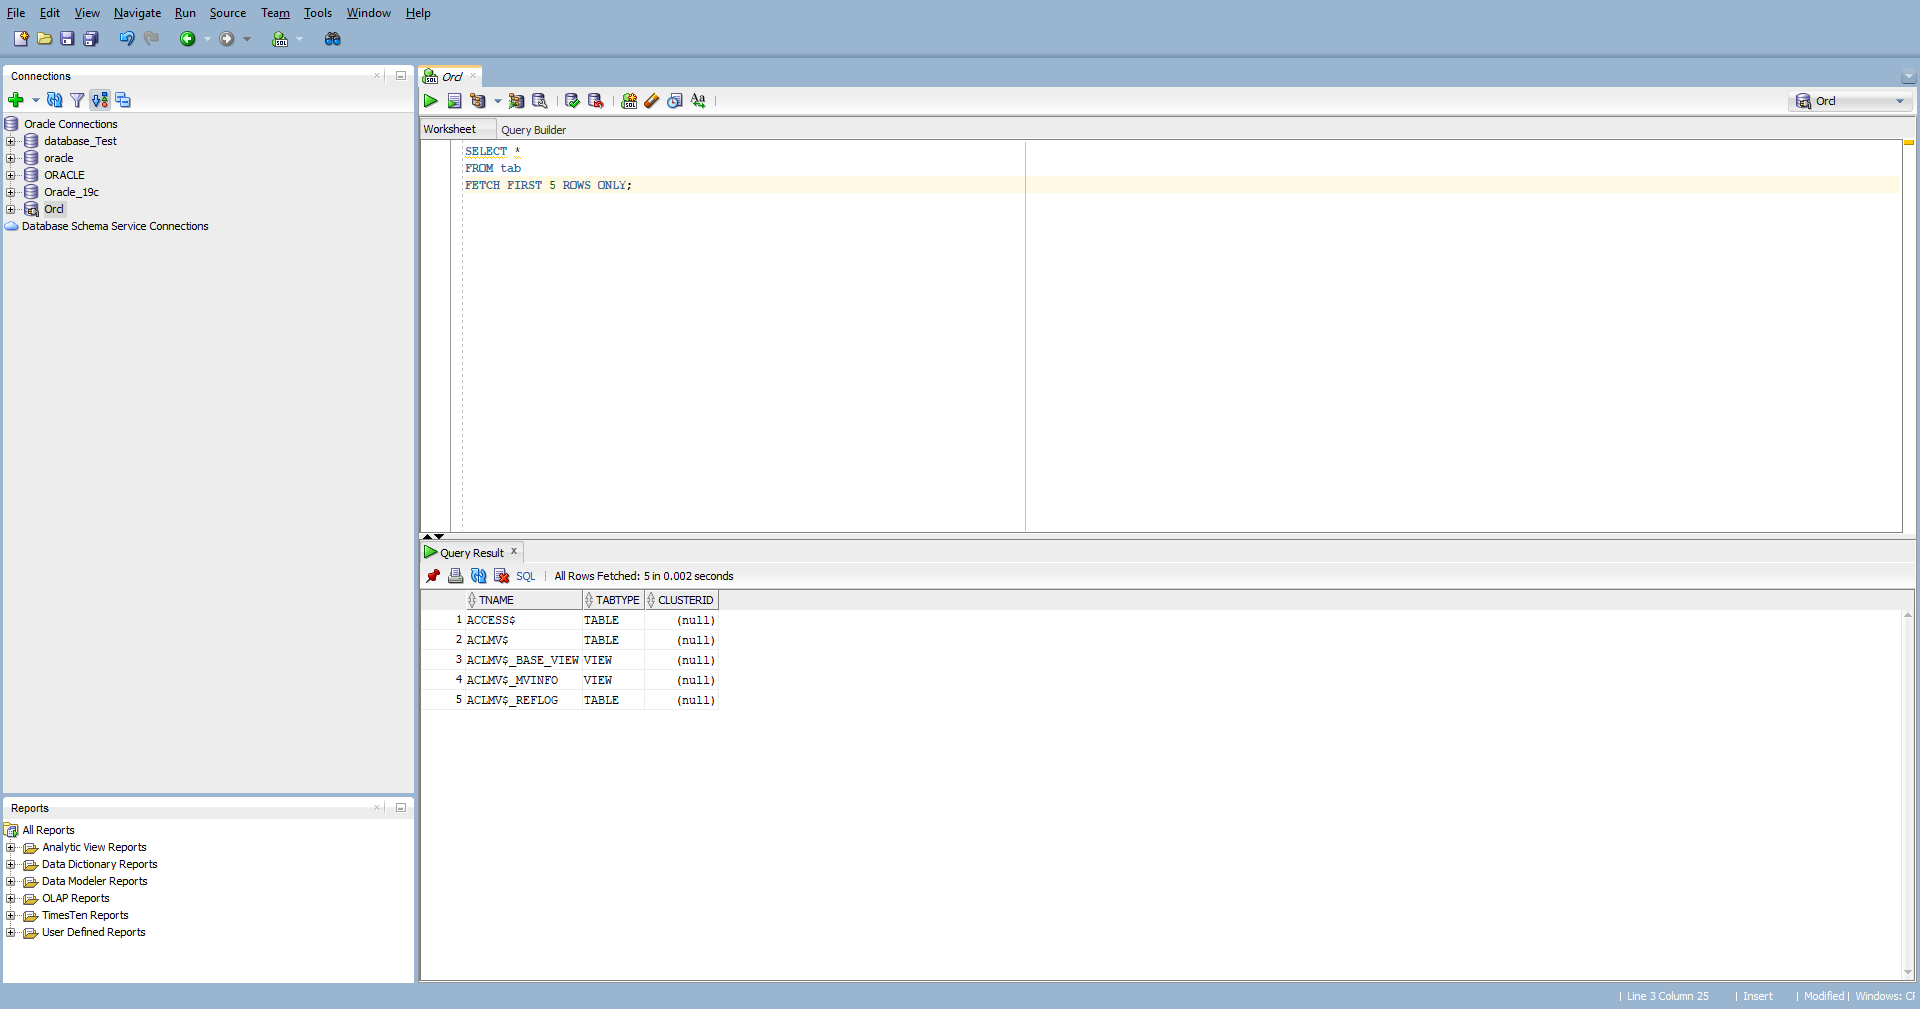 File Edit View Navigate Run Source Team Tools Window Help
Connections
Oracle Connections
database_Test
oracle
ORACLE
Oracle_19c
Orcl
Database Schema Service Connections
Reports
All Reports
Analytic View Reports
Data Dictionary Reports
Data Modeler Reports
OLAP Reports
TimesTen Reports
User Defined Reports
Orcl
Aa
Orcl
Worksheet Query Builder
SELECT *
FROM tab
FETCH FIRST 5 ROWS ONLY;
Query Result
SQL | All Rows Fetched: 5 in 0.002 seconds
TNAME TABTYPE CLUSTERID
1 ACCESS$ TABLE (null)
2 ACLMV$ TABLE (null)
3 ACLMV$_BASE_VIEW VIEW (null)
4 ACLMV$_MVINFO VIEW (null)
5 ACLMV$_REFLOG TABLE (null)
| Line 3 Column 25 | Insert | Modified | Windows: CF